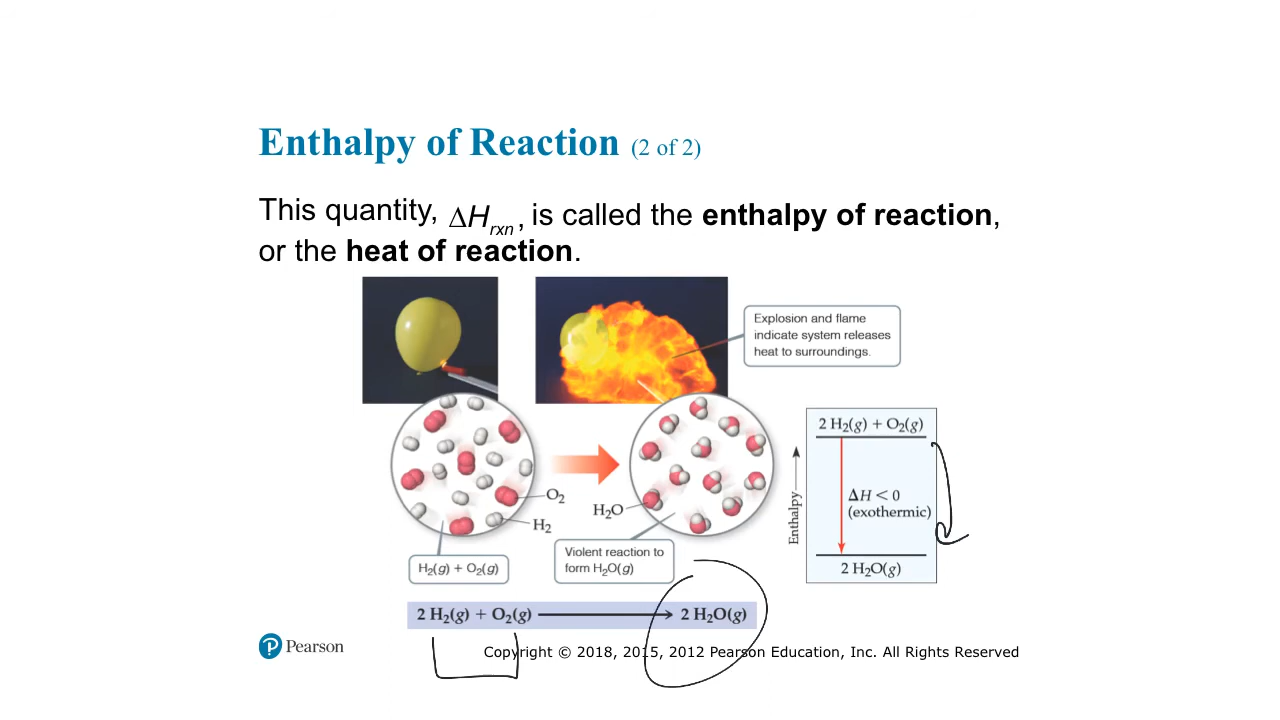 Enthalpy of Reaction (2 of 2)
This quantity, ΔHrxn, is called the enthalpy of reaction,
or the heat of reaction.
Explosion and flame
indicate system releases
heat to surroundings.
O₂
H₂
H₂O
H₂(g) + O₂(g)
Violent reaction to
form H₂O(g)
2 H₂(g) + O₂(g) ⟶ 2 H₂O(g)
Enthalpy ⟶
2 H₂(g) + O₂(g)
ΔH < 0
(exothermic)
2 H₂O(g)
P Pearson
Copyright © 2018, 2015, 2012 Pearson Education, Inc. All Rights Reserved